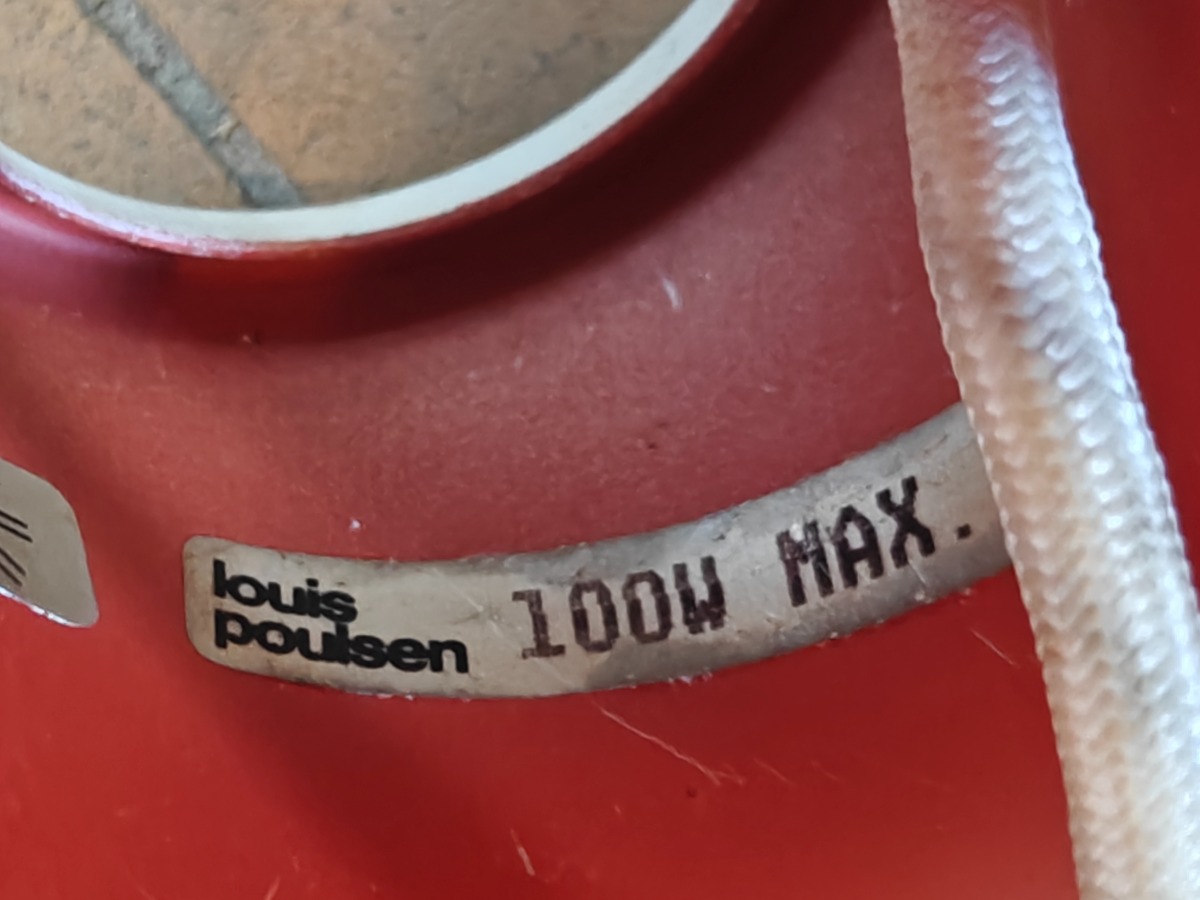 louis
poulsen
100W MAX.